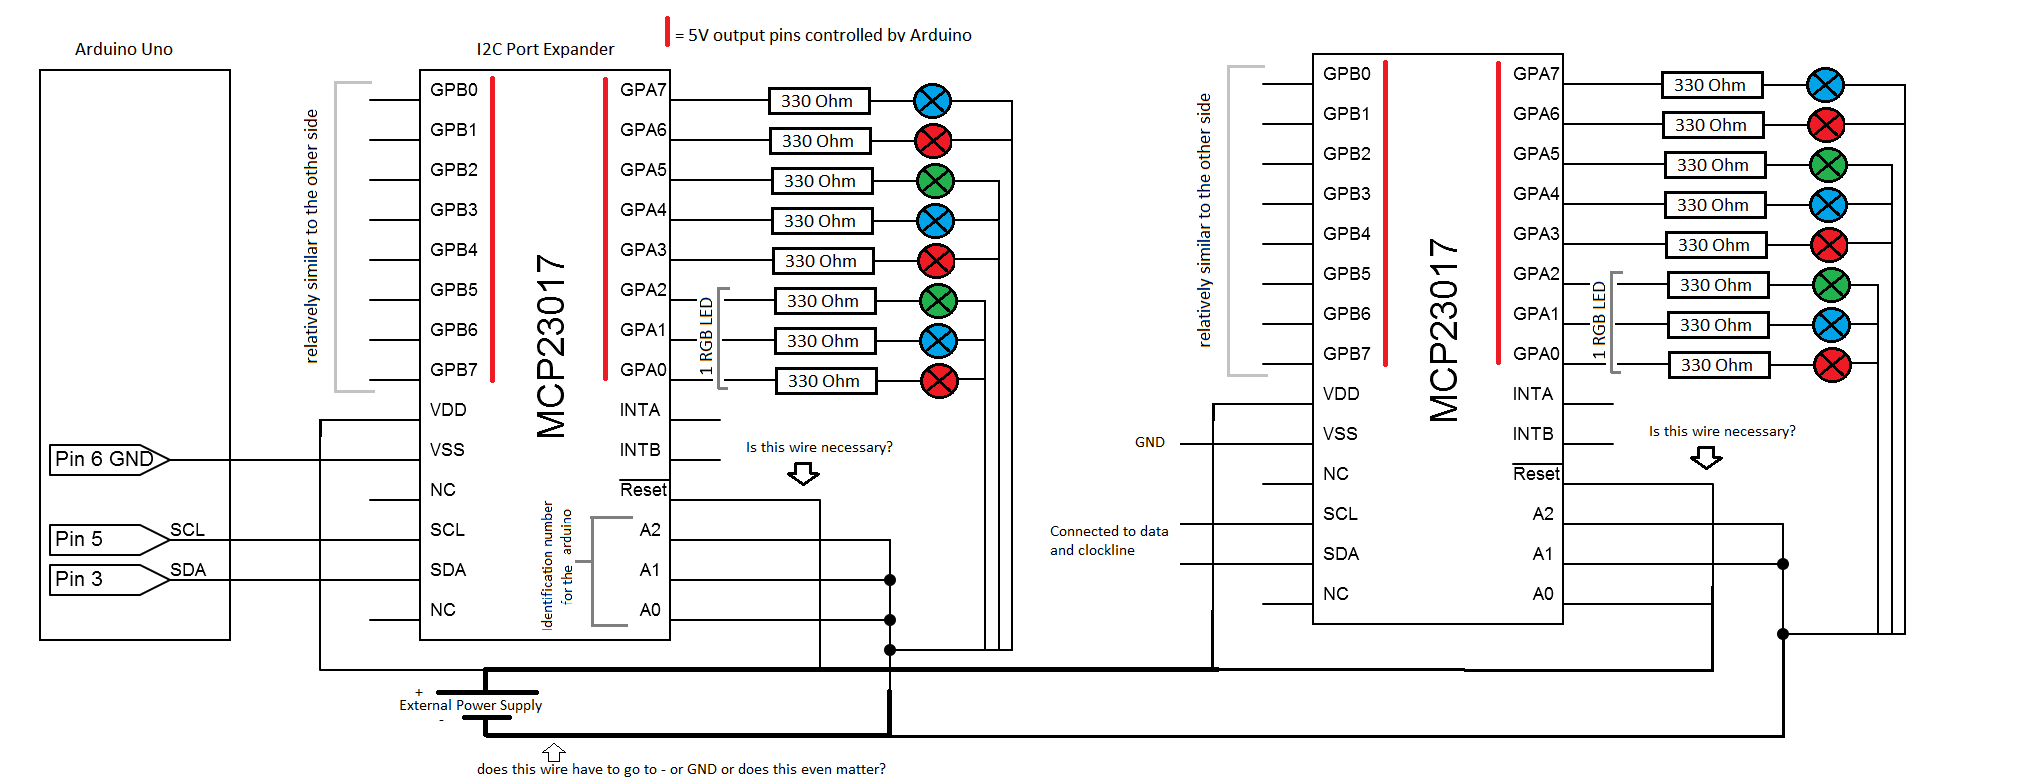 = 5V output pins controlled by Arduino
Arduino Uno
I2C Port Expander
relatively similar to the other side
GPB0
GPB1
GPB2
GPB3
GPB4
GPB5
GPB6
GPB7
VDD
VSS
NC
SCL
SDA
NC
MCP23017
GPA7
GPA6
GPA5
GPA4
GPA3
GPA2
GPA1
GPA0
INTA
INTB
Reset
A2
A1
A0
Identification number
for the arduino
1 RGB LED
330 Ohm
330 Ohm
330 Ohm
330 Ohm
330 Ohm
330 Ohm
330 Ohm
330 Ohm
Is this wire necessary?
Pin 6 GND
Pin 5
SCL
Pin 3
SDA
relatively similar to the other side
GPB0
GPB1
GPB2
GPB3
GPB4
GPB5
GPB6
GPB7
VDD
VSS
NC
SCL
SDA
NC
MCP23017
GPA7
GPA6
GPA5
GPA4
GPA3
GPA2
GPA1
GPA0
INTA
INTB
Reset
A2
A1
A0
1 RGB LED
330 Ohm
330 Ohm
330 Ohm
330 Ohm
330 Ohm
330 Ohm
330 Ohm
330 Ohm
Is this wire necessary?
GND
Connected to data
and clockline
+
External Power Supply
-
does this wire have to go to - or GND or does this even matter?